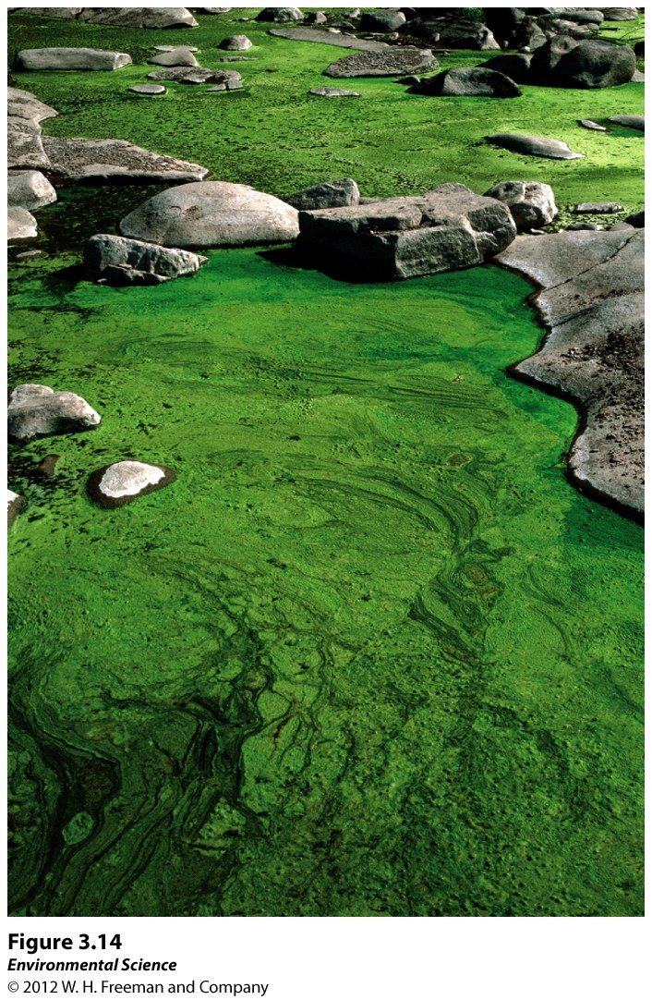 Figure 3.14
Environmental Science
© 2012 W. H. Freeman and Company